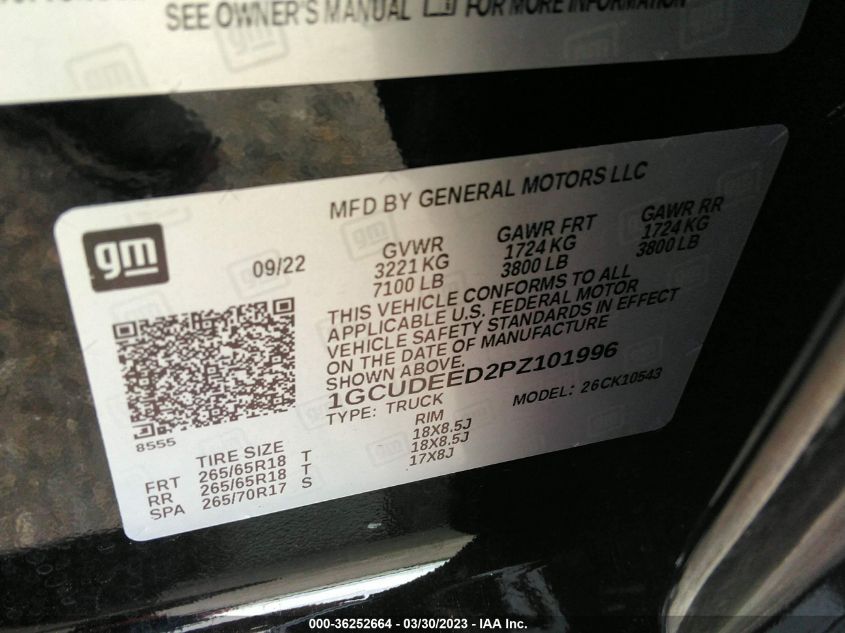 SEE OWNER'S MANUAL FOR MORE INFORMATION
gm
MFD BY GENERAL MOTORS LLC
09/22
GVWR GAWR FRT GAWR RR
3221 KG 1724 KG 1724 KG
7100 LB 3800 LB 3800 LB
THIS VEHICLE CONFORMS TO ALL
APPLICABLE U.S. FEDERAL MOTOR
VEHICLE SAFETY STANDARDS IN EFFECT
ON THE DATE OF MANUFACTURE
SHOWN ABOVE.
1GCUDEED2PZ101996
TYPE: TRUCK MODEL: 26CK10543
8555
TIRE SIZE RIM
FRT 265/65R18 T 18X8.5J
RR 265/65R18 T 18X8.5J
SPA 265/70R17 S 17X8J
000-36252664 - 03/30/2023 - IAA Inc.